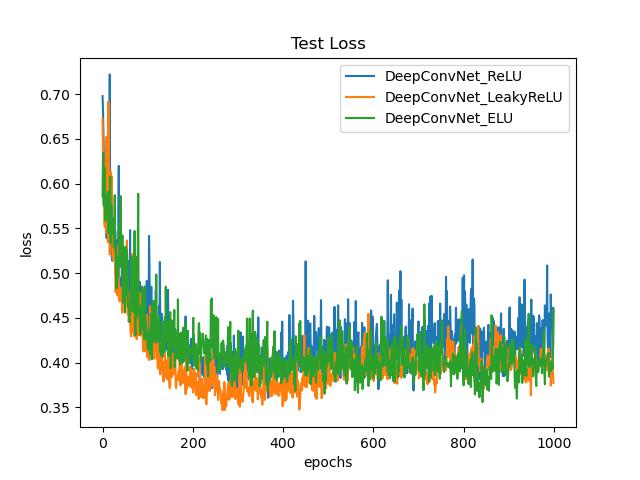 Test Loss
DeepConvNet_ReLU
DeepConvNet_LeakyReLU
DeepConvNet_ELU
0.70
0.65
0.60
0.55
0.50
0.45
0.40
0.35
loss
0 200 400 600 800 1000
epochs